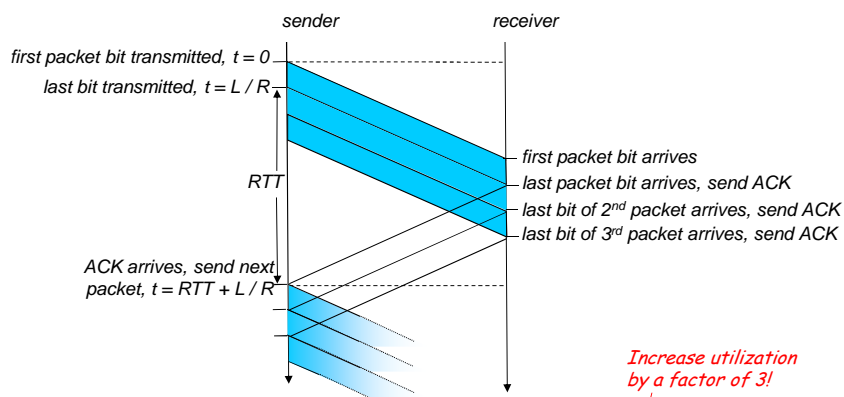 sender
receiver
first packet bit transmitted, t = 0
last bit transmitted, t = L / R
RTT
first packet bit arrives
last packet bit arrives, send ACK
last bit of 2nd packet arrives, send ACK
last bit of 3rd packet arrives, send ACK
ACK arrives, send next
packet, t = RTT + L / R
Increase utilization
by a factor of 3!